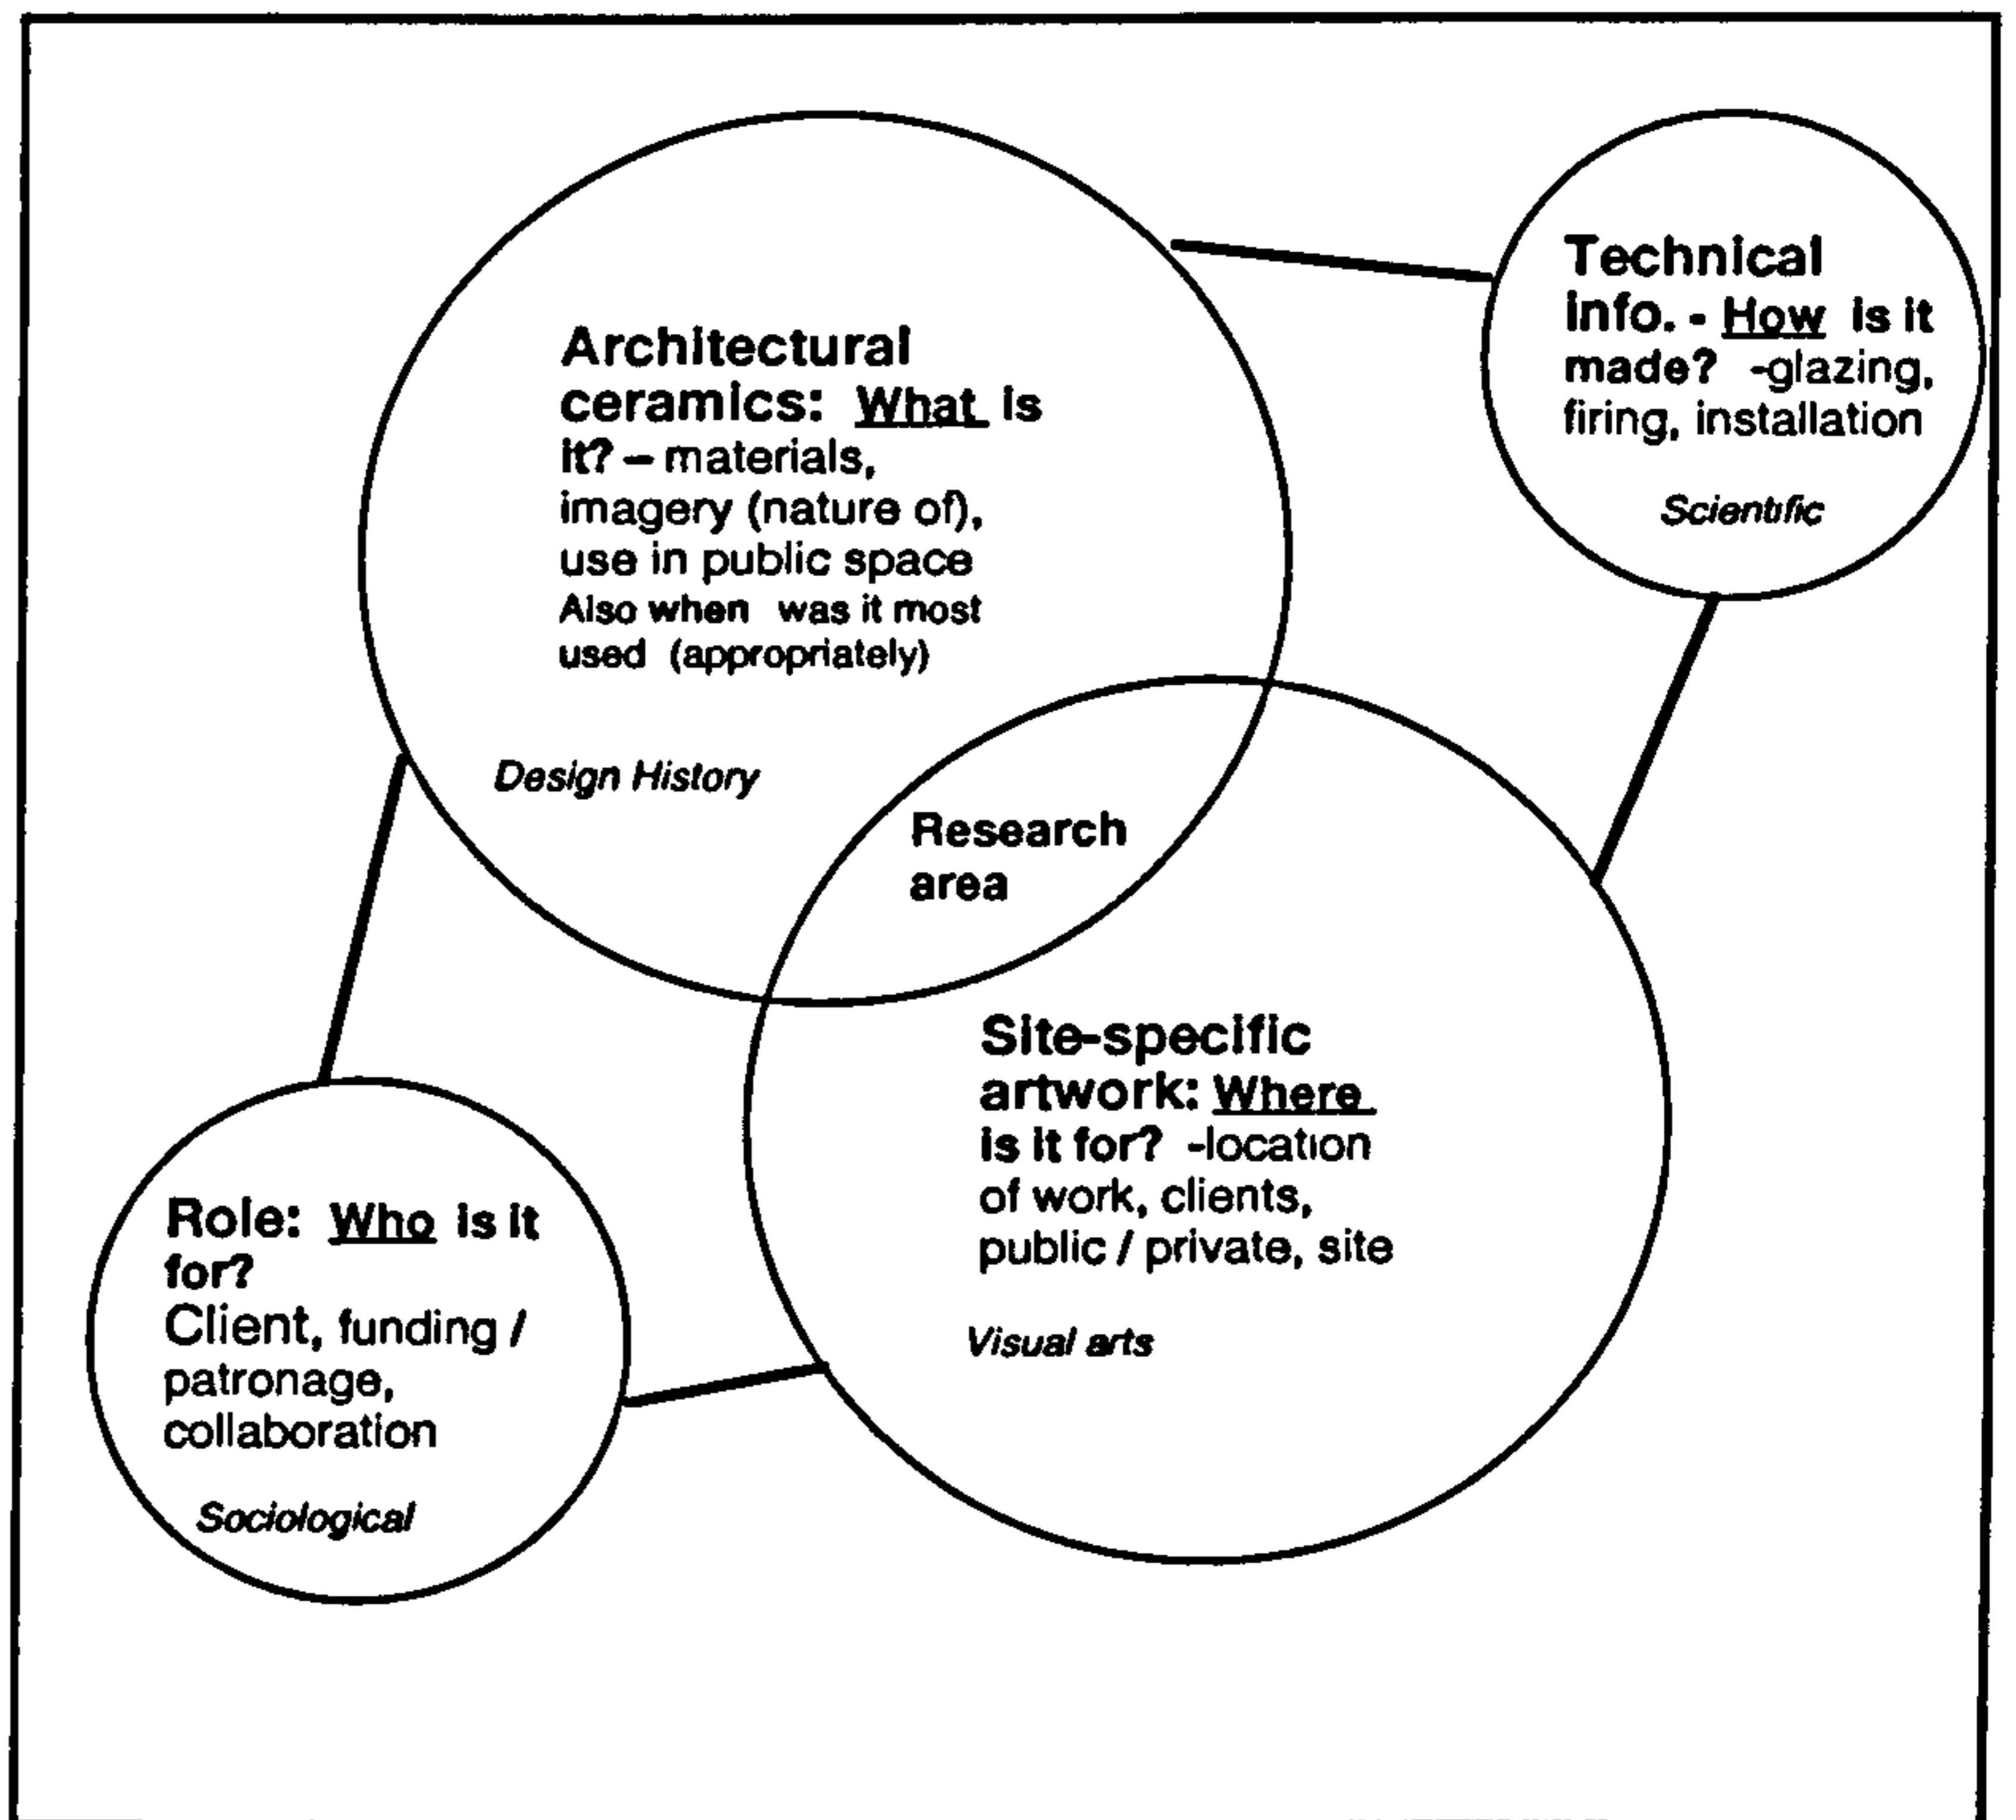 Architectural
ceramics: What is
it? – materials,
imagery (nature of),
use in public space
Also when was it most
used (appropriately)
Design History
Technical
info. - How is it
made? -glazing,
firing, installation
Scientific
Research
area
Site-specific
artwork: Where
is it for? -location
of work, clients,
public / private, site
Visual arts
Role: Who is it
for?
Client, funding /
patronage,
collaboration
Sociological